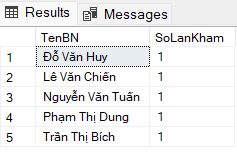 Results Messages
TenBN SoLanKham
1 Đỗ Văn Huy 1
2 Lê Văn Chiến 1
3 Nguyễn Văn Tuấn 1
4 Phạm Thị Dung 1
5 Trần Thị Bích 1